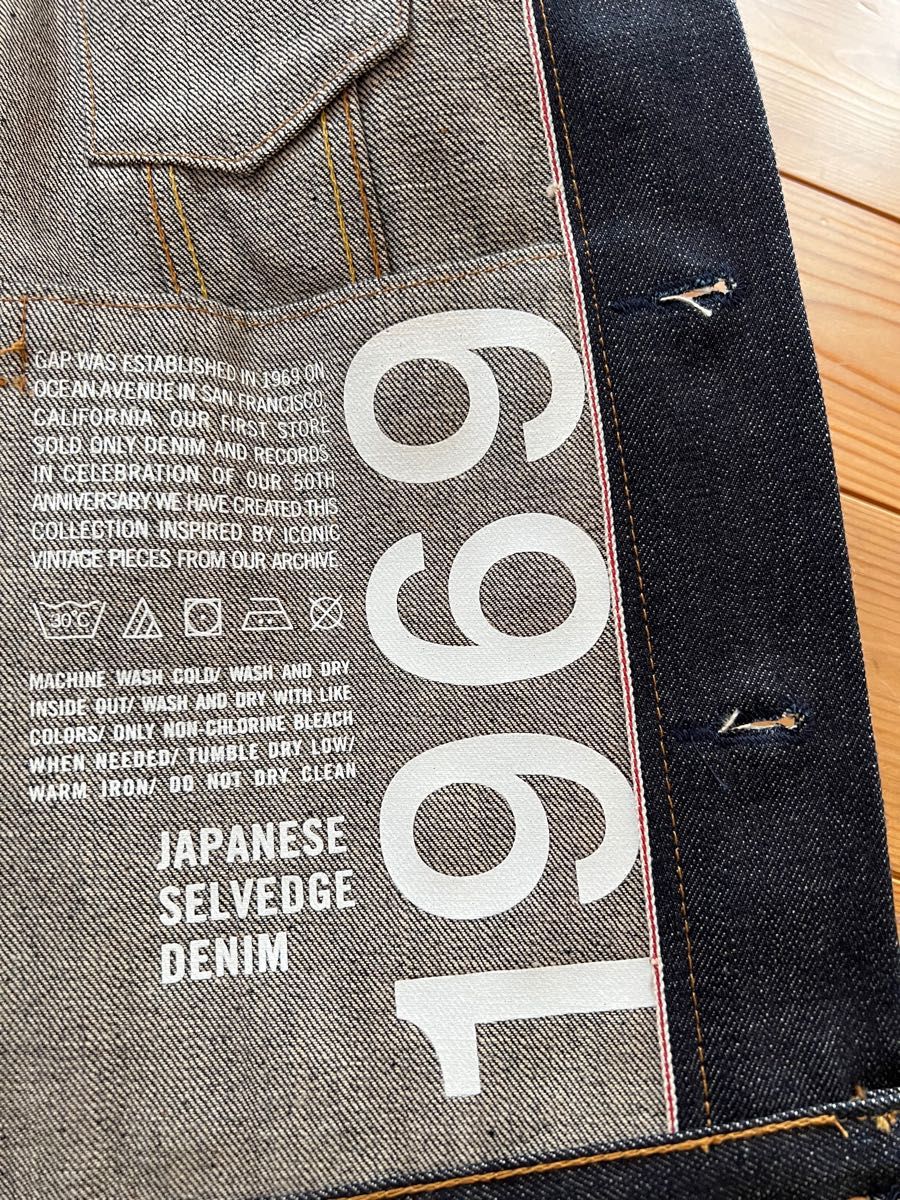 GAP WAS ESTABLISHED IN 1969 ON
OCEAN AVENUE IN SAN FRANCISCO,
CALIFORNIA. OUR FIRST STORE
SOLD ONLY DENIM AND RECORDS.
IN CELEBRATION OF OUR 50TH
ANNIVERSARY WE HAVE CREATED THIS
COLLECTION INSPIRED BY ICONIC
VINTAGE PIECES FROM OUR ARCHIVE.
30°C
MACHINE WASH COLD/ WASH AND DRY
INSIDE OUT/ WASH AND DRY WITH LIKE
COLORS/ ONLY NON-CHLORINE BLEACH
WHEN NEEDED/ TUMBLE DRY LOW/
WARM IRON/ DO NOT DRY CLEAN
JAPANESE
SELVEDGE
DENIM
1969